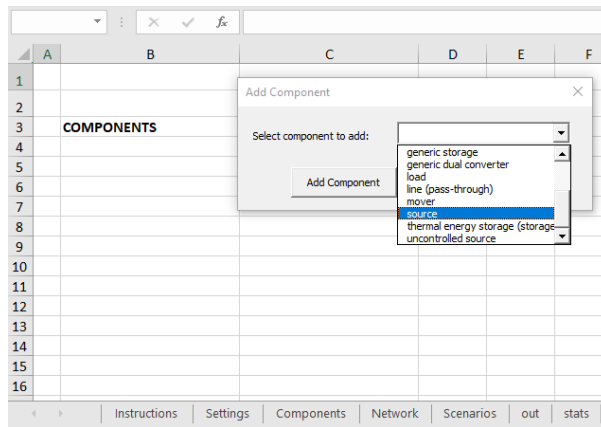 fx
A B C D E F
1
Add Component
2
3 COMPONENTS
Select component to add:
4
generic storage
5
generic dual converter
load
6
Add Component
line (pass-through)
7
mover
source
8
thermal energy storage (storage
9
uncontrolled source
10
11
12
13
14
15
16
Instructions Settings Components Network Scenarios out stats